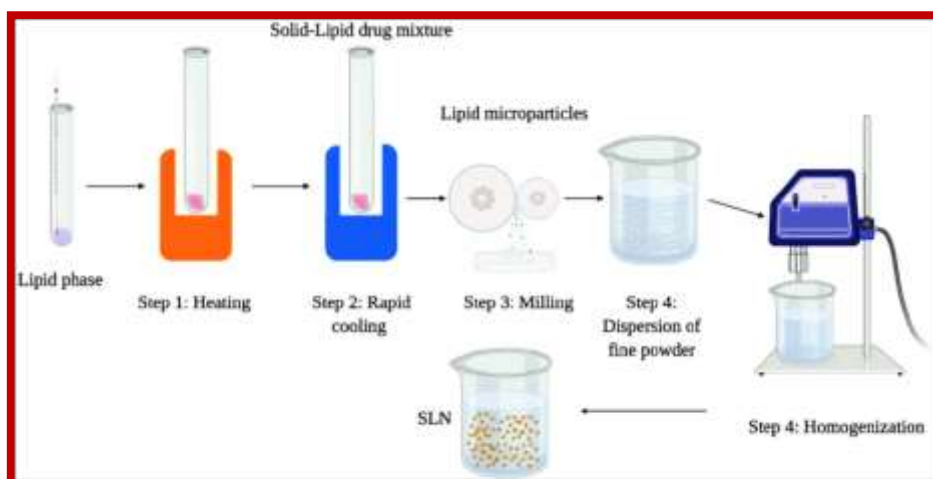 Solid-Lipid drug mixture
Lipid microparticles
Lipid phase
Step 1: Heating
Step 2: Rapid
cooling
Step 3: Milling
Step 4:
Dispersion of
fine powder
Step 4: Homogenization
SLN